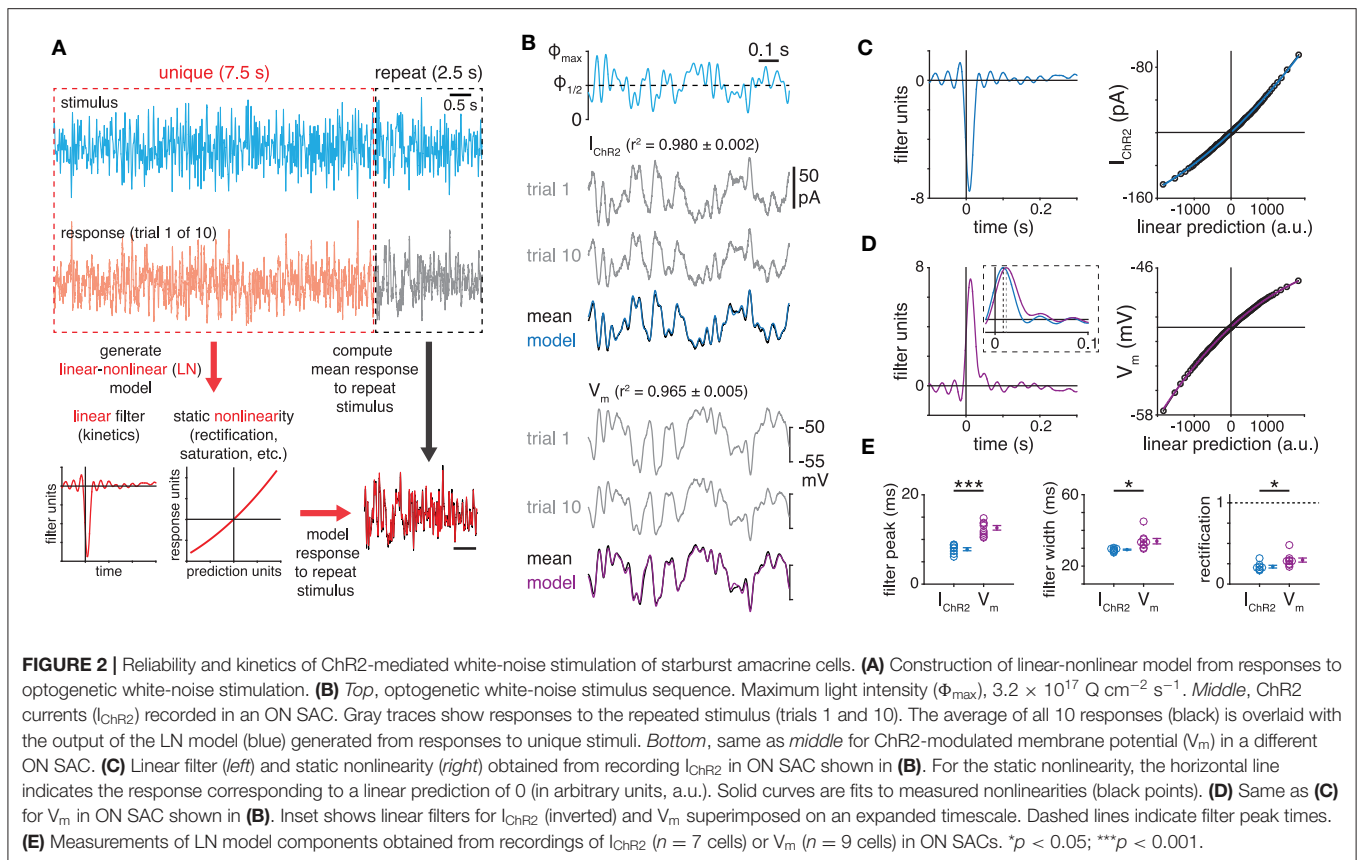 A
unique (7.5 s)
repeat (2.5 s)
0.5 s
stimulus
response (trial 1 of 10)
generate
linear-nonlinear (LN)
model
compute
mean response
to repeat
stimulus
linear filter
(kinetics)
static nonlinearity
(rectification,
saturation, etc.)
filter units
time
response units
prediction units
model
response
to repeat
stimulus
B
Φmax
Φ1/2
0
0.1 s
IChR2 (r² = 0.980 ± 0.002)
trial 1
50
pA
trial 10
mean
model
Vm (r² = 0.965 ± 0.005)
trial 1
-50
-55
mV
trial 10
mean
model
C
filter units
0
-8
0
0.2
time (s)
IChR2 (pA)
-80
-160
-1000
0
1000
linear prediction (a.u.)
D
filter units
8
0
0
0.2
time (s)
0
0.1
Vm (mV)
-46
-58
-1000
0
1000
linear prediction (a.u.)
E
filter peak (ms)
20
10
0
***
IChR2
Vm
filter width (ms)
60
30
*
IChR2
Vm
rectification
1
0
*
IChR2
Vm
FIGURE 2 | Reliability and kinetics of ChR2-mediated white-noise stimulation of starburst amacrine cells. (A) Construction of linear-nonlinear model from responses to
optogenetic white-noise stimulation. (B) Top, optogenetic white-noise stimulus sequence. Maximum light intensity (Φmax), 3.2 × 10¹⁷ Q cm⁻² s⁻¹. Middle, ChR2
currents (IChR2) recorded in an ON SAC. Gray traces show responses to the repeated stimulus (trials 1 and 10). The average of all 10 responses (black) is overlaid with
the output of the LN model (blue) generated from responses to unique stimuli. Bottom, same as middle for ChR2-modulated membrane potential (Vm) in a different
ON SAC. (C) Linear filter (left) and static nonlinearity (right) obtained from recording IChR2 in ON SAC shown in (B). For the static nonlinearity, the horizontal line
indicates the response corresponding to a linear prediction of 0 (in arbitrary units, a.u.). Solid curves are fits to measured nonlinearities (black points). (D) Same as (C)
for Vm in ON SAC shown in (B). Inset shows linear filters for IChR2 (inverted) and Vm superimposed on an expanded timescale. Dashed lines indicate filter peak times.
(E) Measurements of LN model components obtained from recordings of IChR2 (n = 7 cells) or Vm (n = 9 cells) in ON SACs. *p < 0.05; ***p < 0.001.